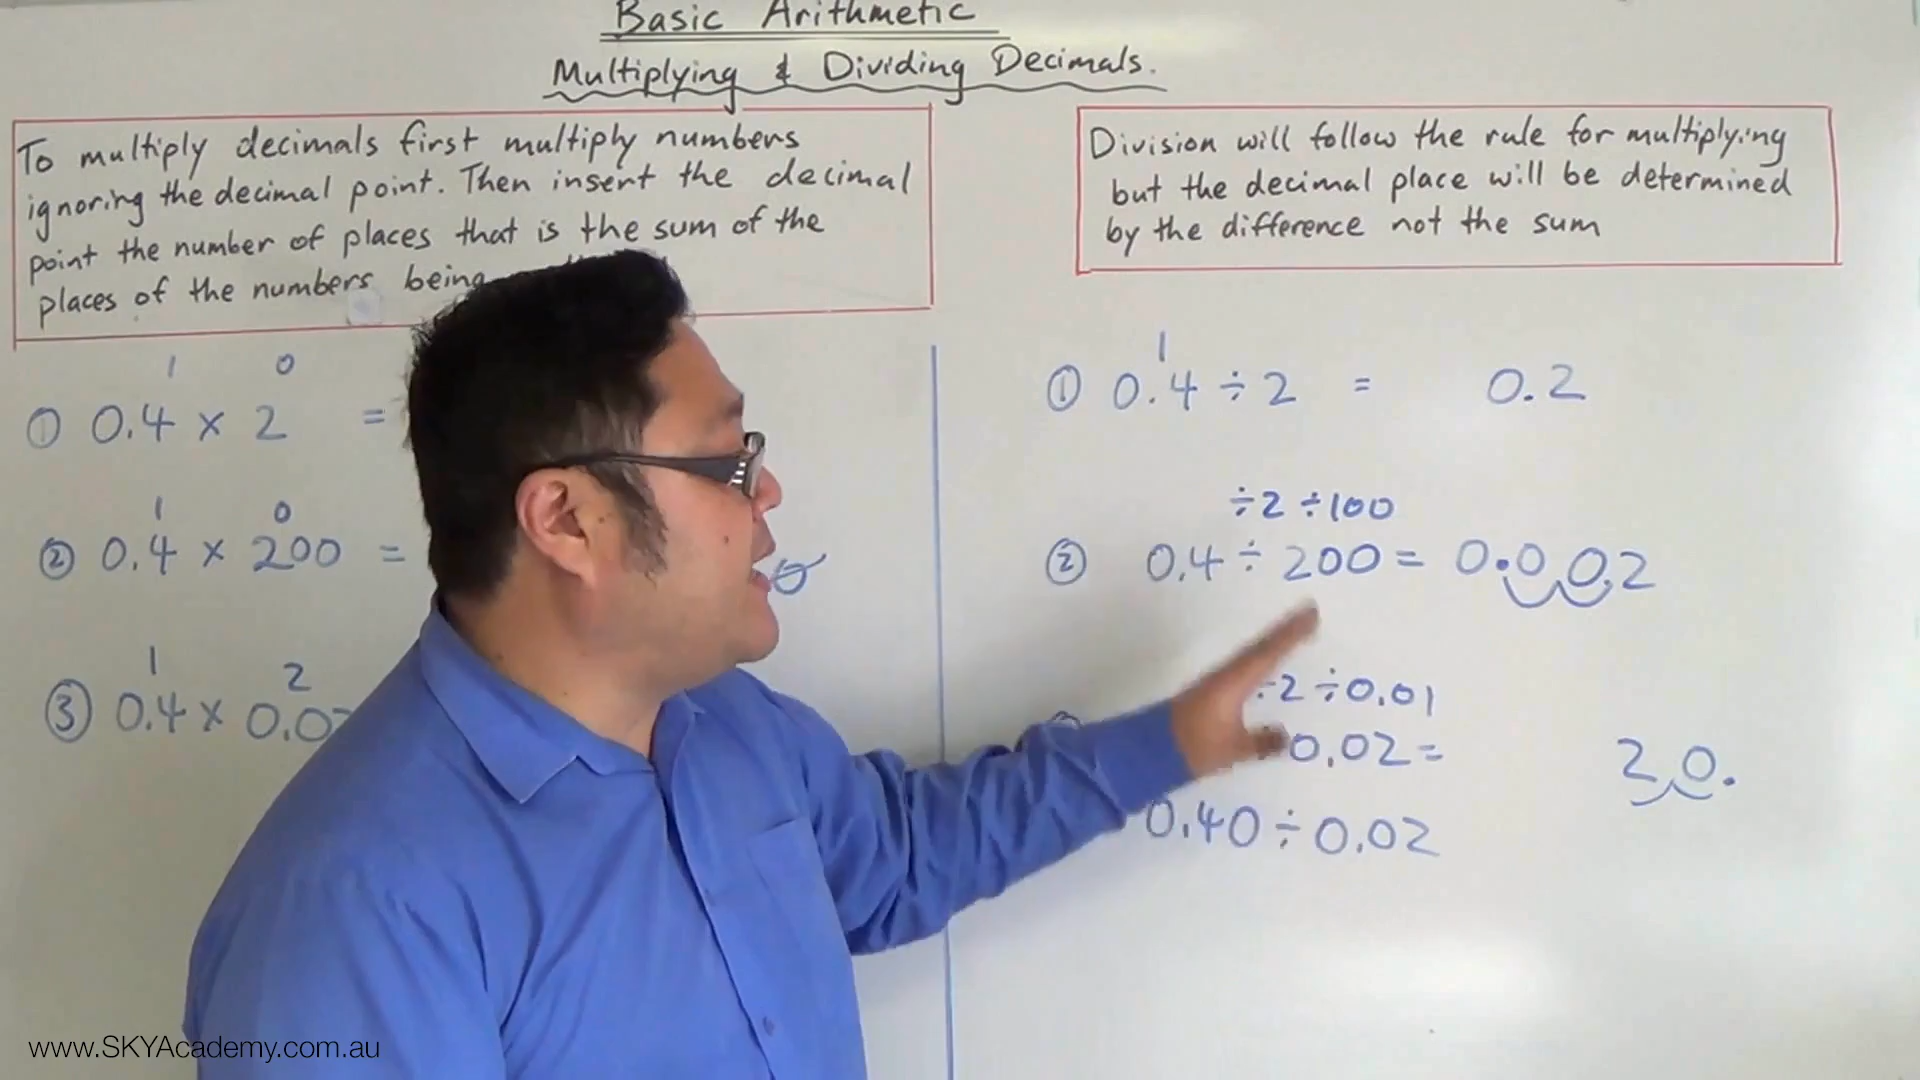 Basic Arithmetic
Multiplying & Dividing Decimals.
To multiply decimals first multiply numbers
ignoring the decimal point. Then insert the decimal
point the number of places that is the sum of the
places of the numbers being
1 0
① 0.4 × 2 =
1 0
② 0.4 × 200 =
1 2
③ 0.4 × 0.02
Division will follow the rule for multiplying
but the decimal place will be determined
by the difference not the sum
1
① 0.4 ÷ 2 = 0.2
÷2 ÷100
② 0.4 ÷ 200 = 0.002
÷2 ÷0.01
0.02 = 20.
0.40 ÷ 0.02
www.SKYAcademy.com.au